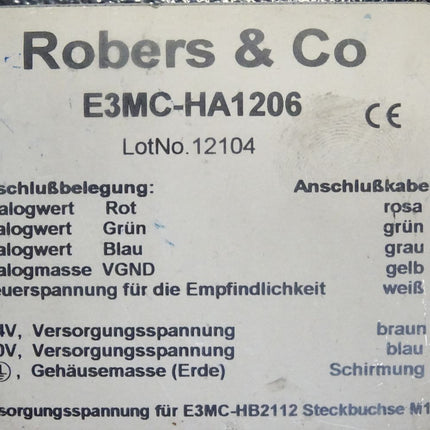 Robers & Co
E3MC-HA1206
CE
LotNo.12104
schlußbelegung: Anschlußkabe
alogwert Rot rosa
alogwert Grün grün
alogwert Blau grau
alogmasse VGND gelb
euerspannung für die Empfindlichkeit weiß
4V, Versorgungsspannung braun
0V, Versorgungsspannung blau
, Gehäusemasse (Erde) Schirmung
sorgungsspannung für E3MC-HB2112 Steckbuchse M1